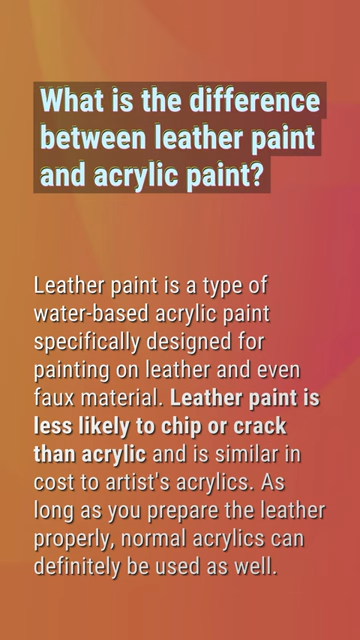 What is the difference
between leather paint
and acrylic paint?
Leather paint is a type of
water-based acrylic paint
specifically designed for
painting on leather and even
faux material. Leather paint is
less likely to chip or crack
than acrylic and is similar in
cost to artist's acrylics. As
long as you prepare the leather
properly, normal acrylics can
definitely be used as well.